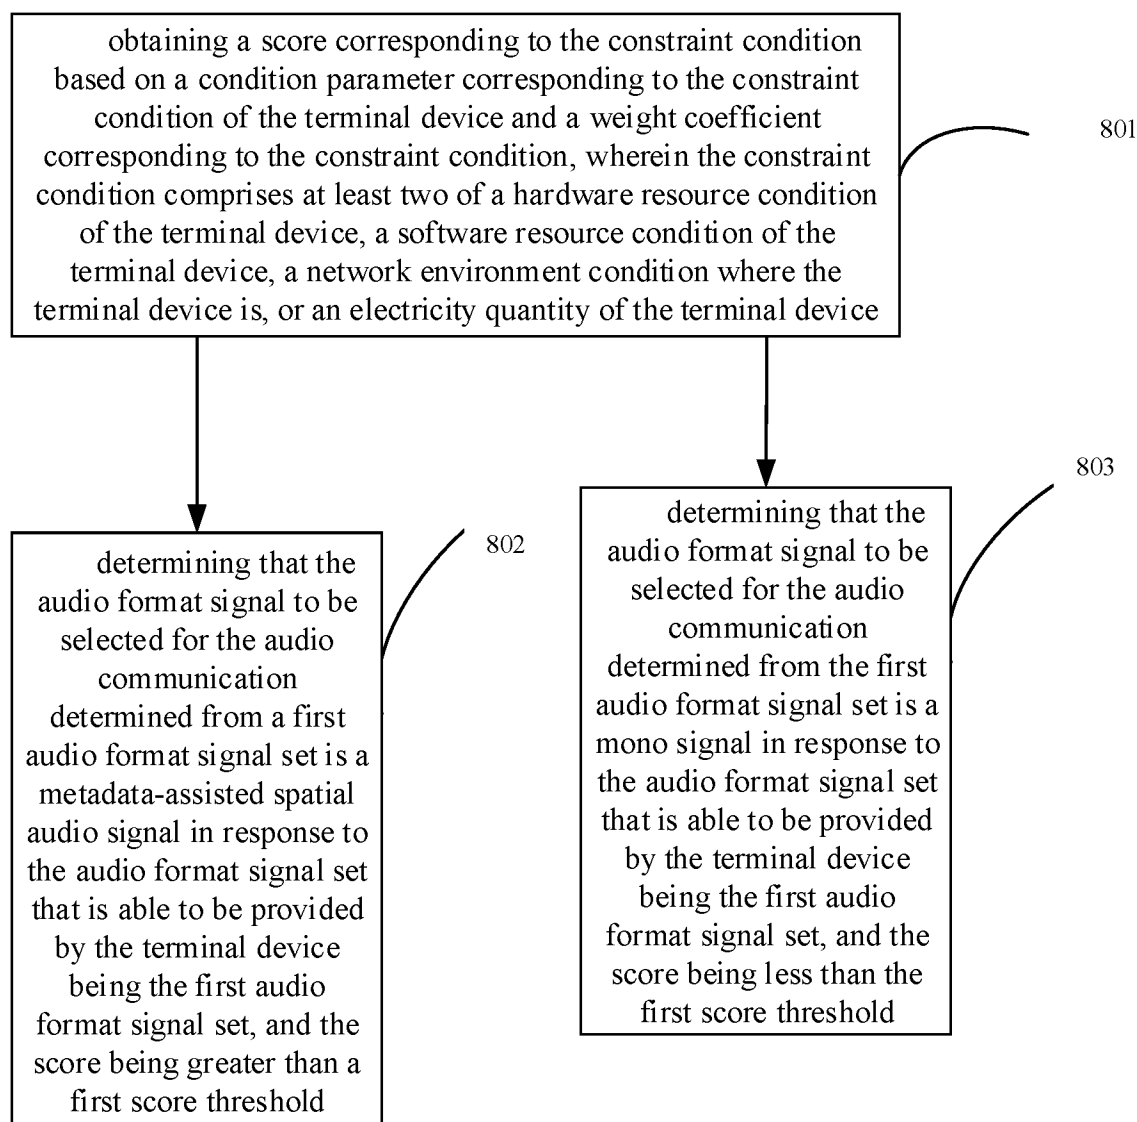 obtaining a score corresponding to the constraint condition
based on a condition parameter corresponding to the constraint
condition of the terminal device and a weight coefficient
corresponding to the constraint condition, wherein the constraint
condition comprises at least two of a hardware resource condition
of the terminal device, a software resource condition of the
terminal device, a network environment condition where the
terminal device is, or an electricity quantity of the terminal device
801
802
determining that the
audio format signal to be
selected for the audio
communication
determined from a first
audio format signal set is a
metadata-assisted spatial
audio signal in response to
the audio format signal set
that is able to be provided
by the terminal device
being the first audio
format signal set, and the
score being greater than a
first score threshold
803
determining that the
audio format signal to be
selected for the audio
communication
determined from the first
audio format signal set is a
mono signal in response to
the audio format signal set
that is able to be provided
by the terminal device
being the first audio
format signal set, and the
score being less than the
first score threshold